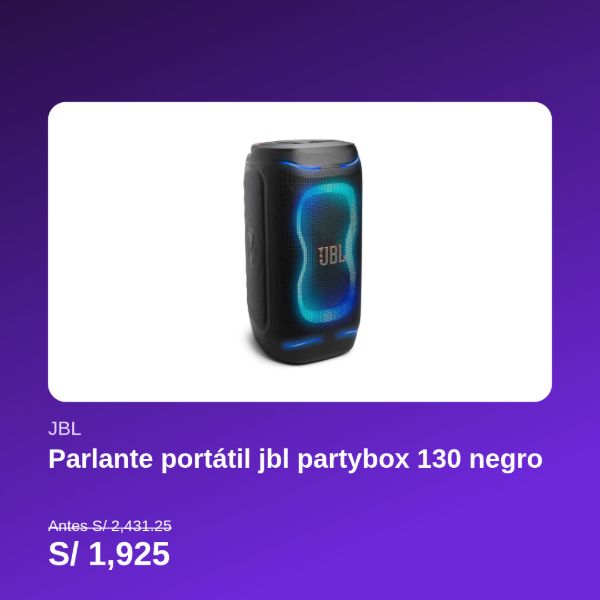 JBL
JBL
Parlante portátil jbl partybox 130 negro
Antes S/ 2,431.25
S/ 1,925